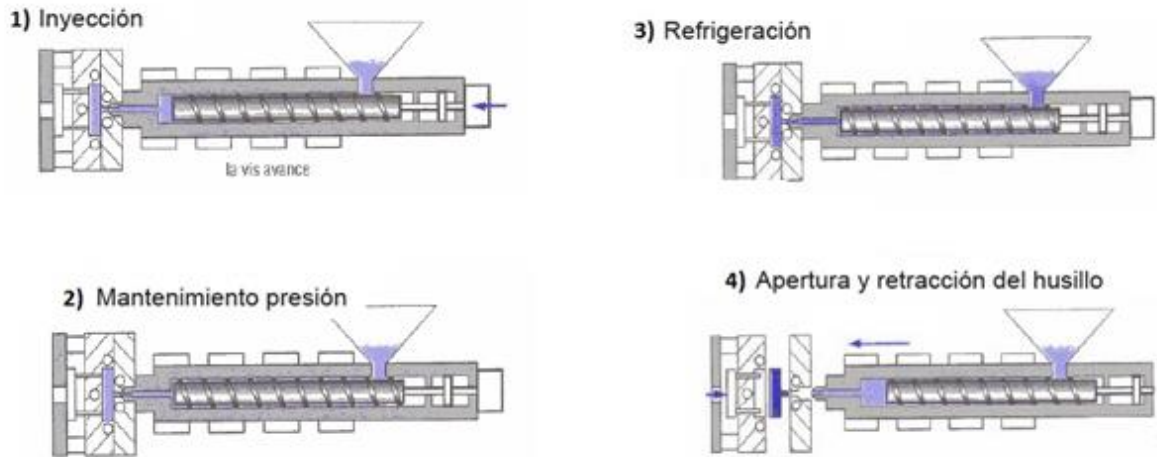 1) Inyección
la vis avance
2) Mantenimiento presión
3) Refrigeración
4) Apertura y retracción del husillo